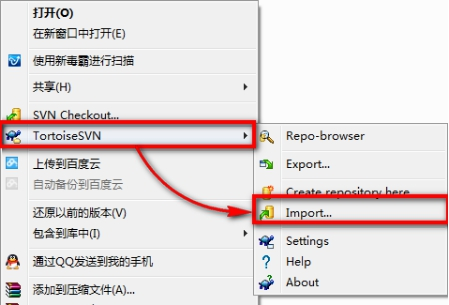 打开(O)
在新窗口中打开(E)
使用新毒霸进行扫描
共享(H)
SVN Checkout...
TortoiseSVN
上传到百度云
自动备份到百度云
还原以前的版本(V)
包含到库中(I)
通过QQ发送到我的手机
添加到压缩文件(A)...
Repo-browser
Export...
Create repository here
Import...
Settings
Help
About